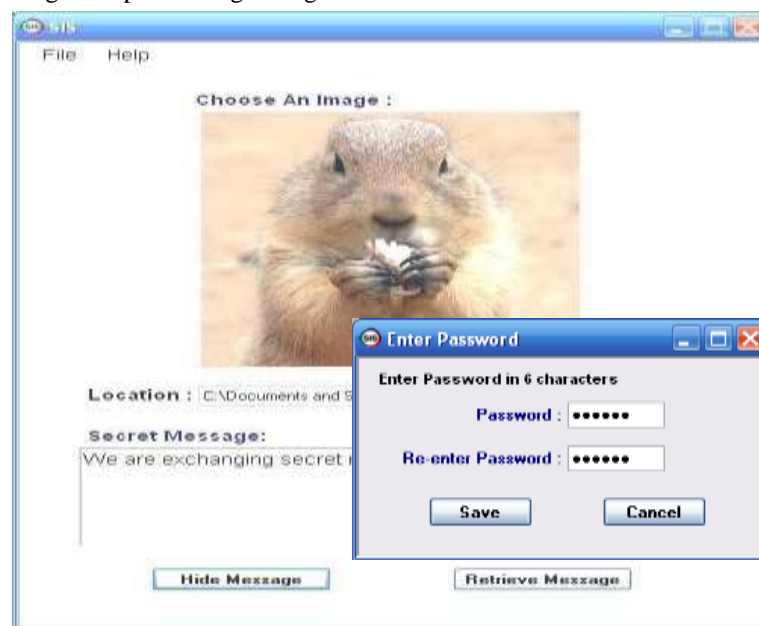 SIS
File Help
Choose An Image :
Enter Password
Enter Password in 6 characters
Password : ●●●●●●
Re-enter Password : ●●●●●●
Save Cancel
Location : C:\Documents and S
Secret Message:
We are exchanging secret
Hide Message Retrieve Message